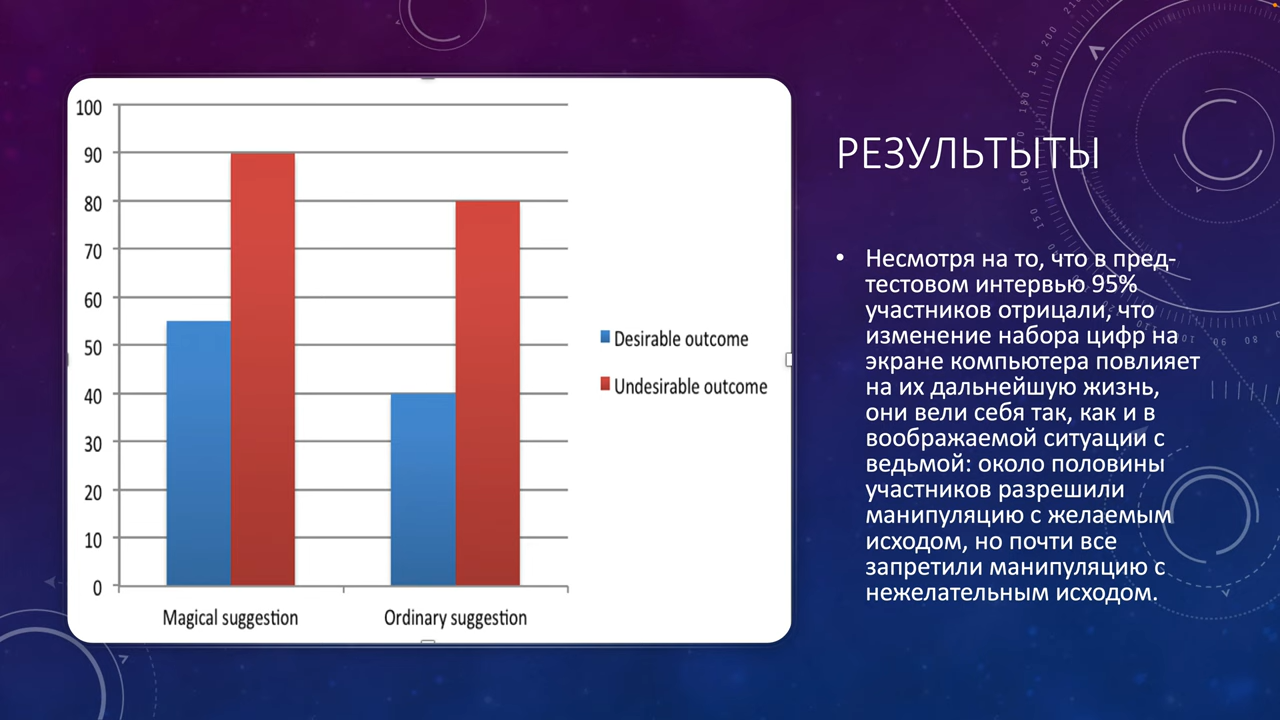 100
90
80
70
60
50
40
30
20
10
0
Magical suggestion
Ordinary suggestion
Desirable outcome
Undesirable outcome
РЕЗУЛЬТЫТЫ
• Несмотря на то, что в пред-
тестовом интервью 95%
участников отрицали, что
изменение набора цифр на
экране компьютера повлияет
на их дальнейшую жизнь,
они вели себя так, как и в
воображаемой ситуации с
ведьмой: около половины
участников разрешили
манипуляцию с желаемым
исходом, но почти все
запретили манипуляцию с
нежелательным исходом.